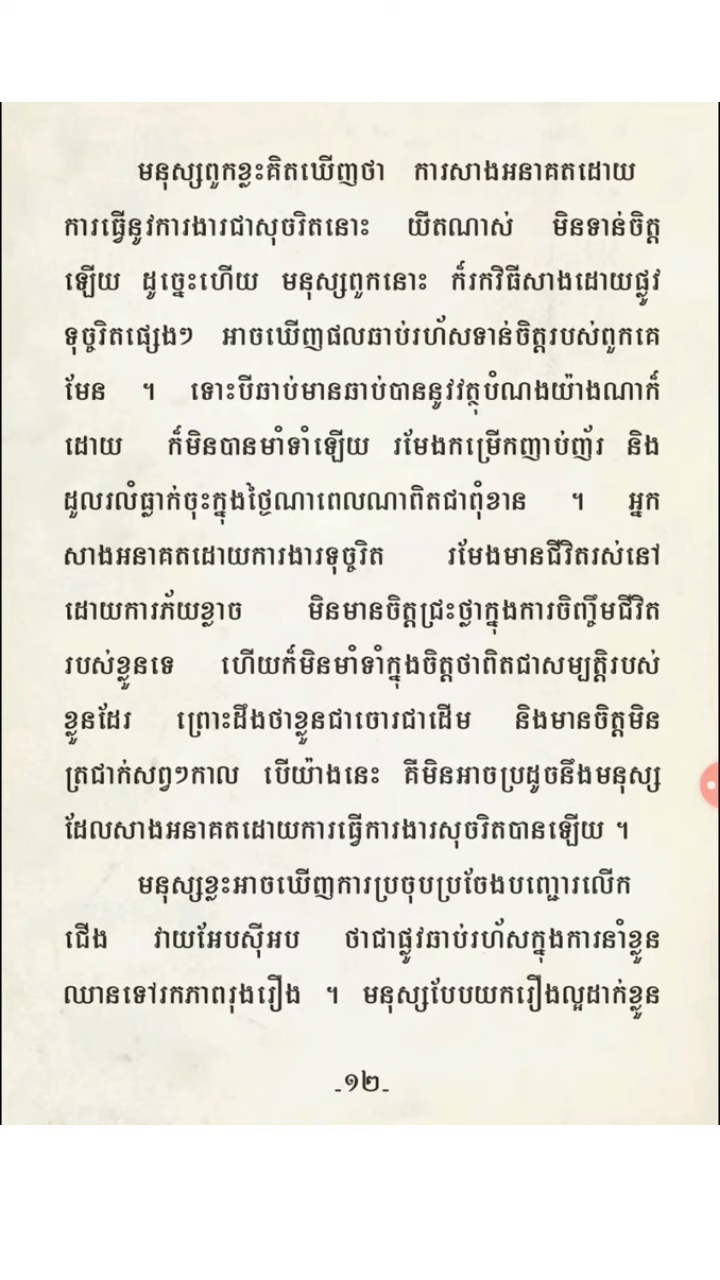 មនុស្សពួកខ្លះគិតឃើញថា ការសាងអនាគតដោយ
ការធ្វើនូវការងារជាសុចរិតនោះ យឺតណាស់ មិនទាន់ចិត្ត
ឡើយ ដូច្នេះហើយ មនុស្សពួកនោះ ក៏រកវិធីសាងដោយផ្លូវ
ទុច្ចរិតផ្សេងៗ អាចឃើញផលឆាប់រហ័សទាន់ចិត្តរបស់ពួកគេ
មែន ។ ទោះបីឆាប់មានឆាប់បាននូវវត្ថុបំណងយ៉ាងណាក៏
ដោយ ក៏មិនបានមាំទាំឡើយ រមែងកម្រើកញាប់ញ័រ និង
ដួលរលំធ្លាក់ចុះក្នុងថ្ងៃណាពេលណាពិតជាពុំខាន ។ អ្នក
សាងអនាគតដោយការងារទុច្ចរិត រមែងមានជីវិតរស់នៅ
ដោយការភ័យខ្លាច មិនមានចិត្តជ្រះថ្លាក្នុងការចិញ្ចឹមជីវិត
របស់ខ្លួនទេ ហើយក៏មិនមាំទាំក្នុងចិត្តថាពិតជាសម្បត្តិរបស់
ខ្លួនដែរ ព្រោះដឹងថាខ្លួនជាចោរជាដើម និងមានចិត្តមិន
ត្រជាក់សព្វៗកាល បើយ៉ាងនេះ គឺមិនអាចប្រដូចនឹងមនុស្ស
ដែលសាងអនាគតដោយការធ្វើការងារសុចរិតបានឡើយ ។
មនុស្សខ្លះអាចឃើញការប្រចុបប្រចែងបញ្ជោរលើក
ជើង វាយអែបស៊ីអប ថាជាផ្លូវឆាប់រហ័សក្នុងការនាំខ្លួន
ឈានទៅរកភាពរុងរឿង ។ មនុស្សបែបយករឿងល្អដាក់ខ្លួន
-១២-